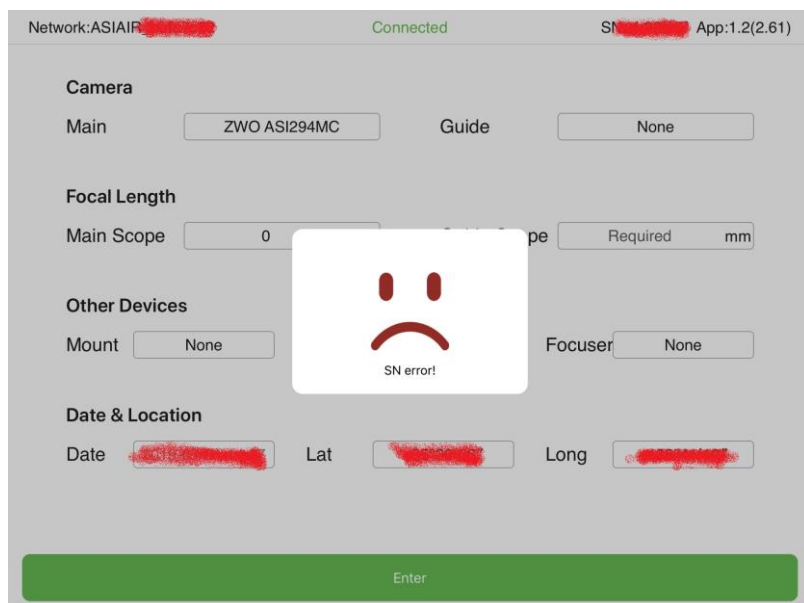 Network:ASIAIR Connected SN App:1.2(2.61)
Camera
Main ZWO ASI294MC Guide None
Focal Length
Main Scope 0 Required mm
Other Devices
Mount None Focuser None
SN error!
Date & Location
Date Lat Long
Enter